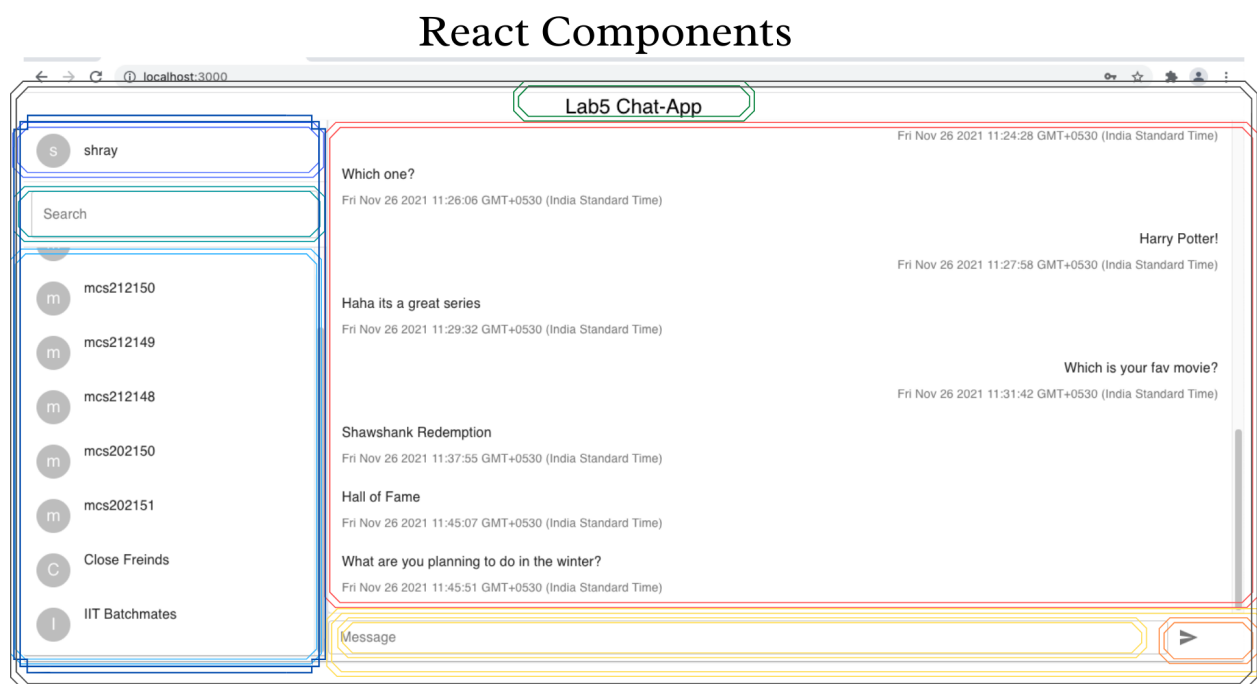 React Components
localhost:3000
Lab5 Chat-App
S
shray
Search
m
mcs212150
m
mcs212149
m
mcs212148
m
mcs202150
m
mcs202151
C
Close Freinds
I
IIT Batchmates
Fri Nov 26 2021 11:24:28 GMT+0530 (India Standard Time)
Which one?
Fri Nov 26 2021 11:26:06 GMT+0530 (India Standard Time)
Harry Potter!
Fri Nov 26 2021 11:27:58 GMT+0530 (India Standard Time)
Haha its a great series
Fri Nov 26 2021 11:29:32 GMT+0530 (India Standard Time)
Which is your fav movie?
Fri Nov 26 2021 11:31:42 GMT+0530 (India Standard Time)
Shawshank Redemption
Fri Nov 26 2021 11:37:55 GMT+0530 (India Standard Time)
Hall of Fame
Fri Nov 26 2021 11:45:07 GMT+0530 (India Standard Time)
What are you planning to do in the winter?
Fri Nov 26 2021 11:45:51 GMT+0530 (India Standard Time)
Message